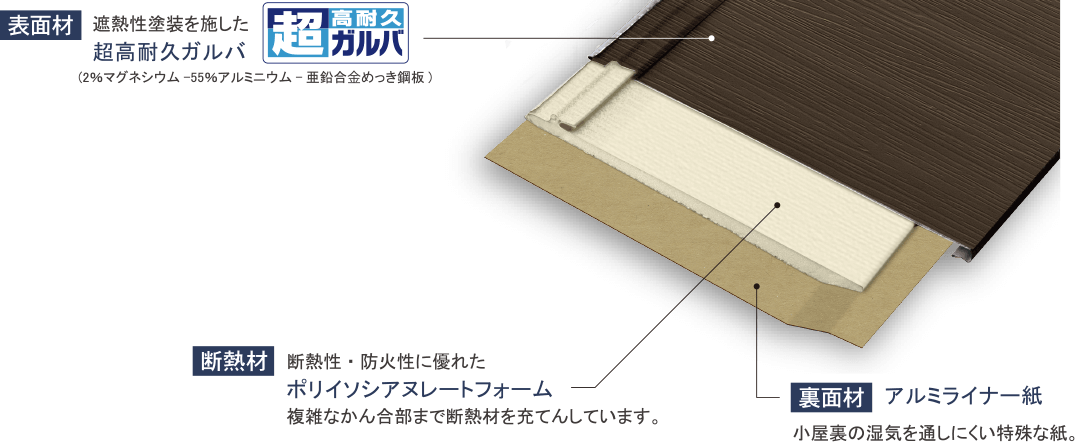 表面材
遮熱性塗装を施した
超高耐久ガルバ
超高耐久ガルバ
（2%マグネシウム－55%アルミニウム－亜鉛合金めっき鋼板）
断熱材
断熱性・防火性に優れた
ポリイソシアヌレートフォーム
複雑なかん合部まで断熱材を充てんしています。
裏面材
アルミライナー紙
小屋裏の湿気を通しにくい特殊な紙。